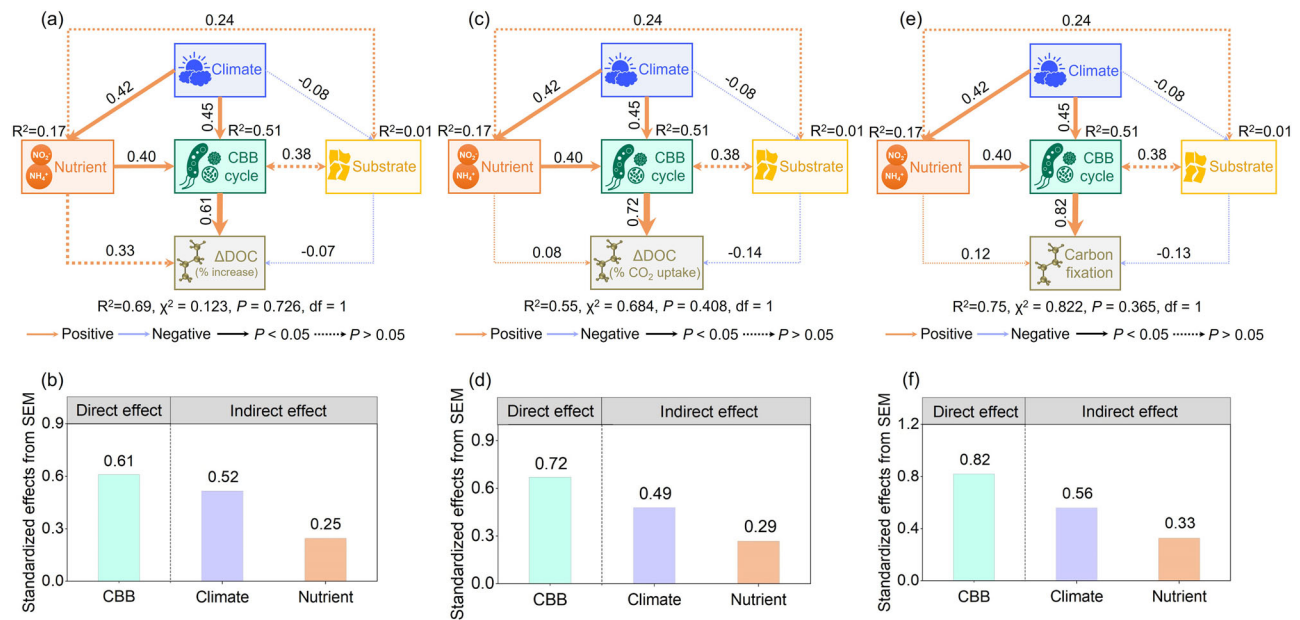 (a)
0.24
Climate
0.42
-0.08
0.45
R²=0.17
R²=0.51
R²=0.01
NO₂⁻
NH₄⁺
Nutrient
0.40
CBB
cycle
0.38
Substrate
0.61
0.33
-0.07
ΔDOC
(% increase)
R²=0.69, χ² = 0.123, P = 0.726, df = 1
Positive
Negative
P < 0.05
P > 0.05
(c)
0.24
Climate
0.42
-0.08
0.45
R²=0.17
R²=0.51
R²=0.01
NO₂⁻
NH₄⁺
Nutrient
0.40
CBB
cycle
0.38
Substrate
0.72
0.08
-0.14
ΔDOC
(% CO₂ uptake)
R²=0.55, χ² = 0.684, P = 0.408, df = 1
Positive
Negative
P < 0.05
P > 0.05
(e)
0.24
Climate
0.42
-0.08
0.45
R²=0.17
R²=0.51
R²=0.01
NO₂⁻
NH₄⁺
Nutrient
0.40
CBB
cycle
0.38
Substrate
0.82
0.12
-0.13
Carbon
fixation
R²=0.75, χ² = 0.822, P = 0.365, df = 1
Positive
Negative
P < 0.05
P > 0.05
(b)
Direct effect
Indirect effect
Standardized effects from SEM
0.9
0.6
0.3
0.0
0.61
0.52
0.25
CBB
Climate
Nutrient
(d)
Direct effect
Indirect effect
Standardized effects from SEM
0.9
0.6
0.3
0.0
0.72
0.49
0.29
CBB
Climate
Nutrient
(f)
Direct effect
Indirect effect
Standardized effects from SEM
1.2
0.8
0.4
0.0
0.82
0.56
0.33
CBB
Climate
Nutrient